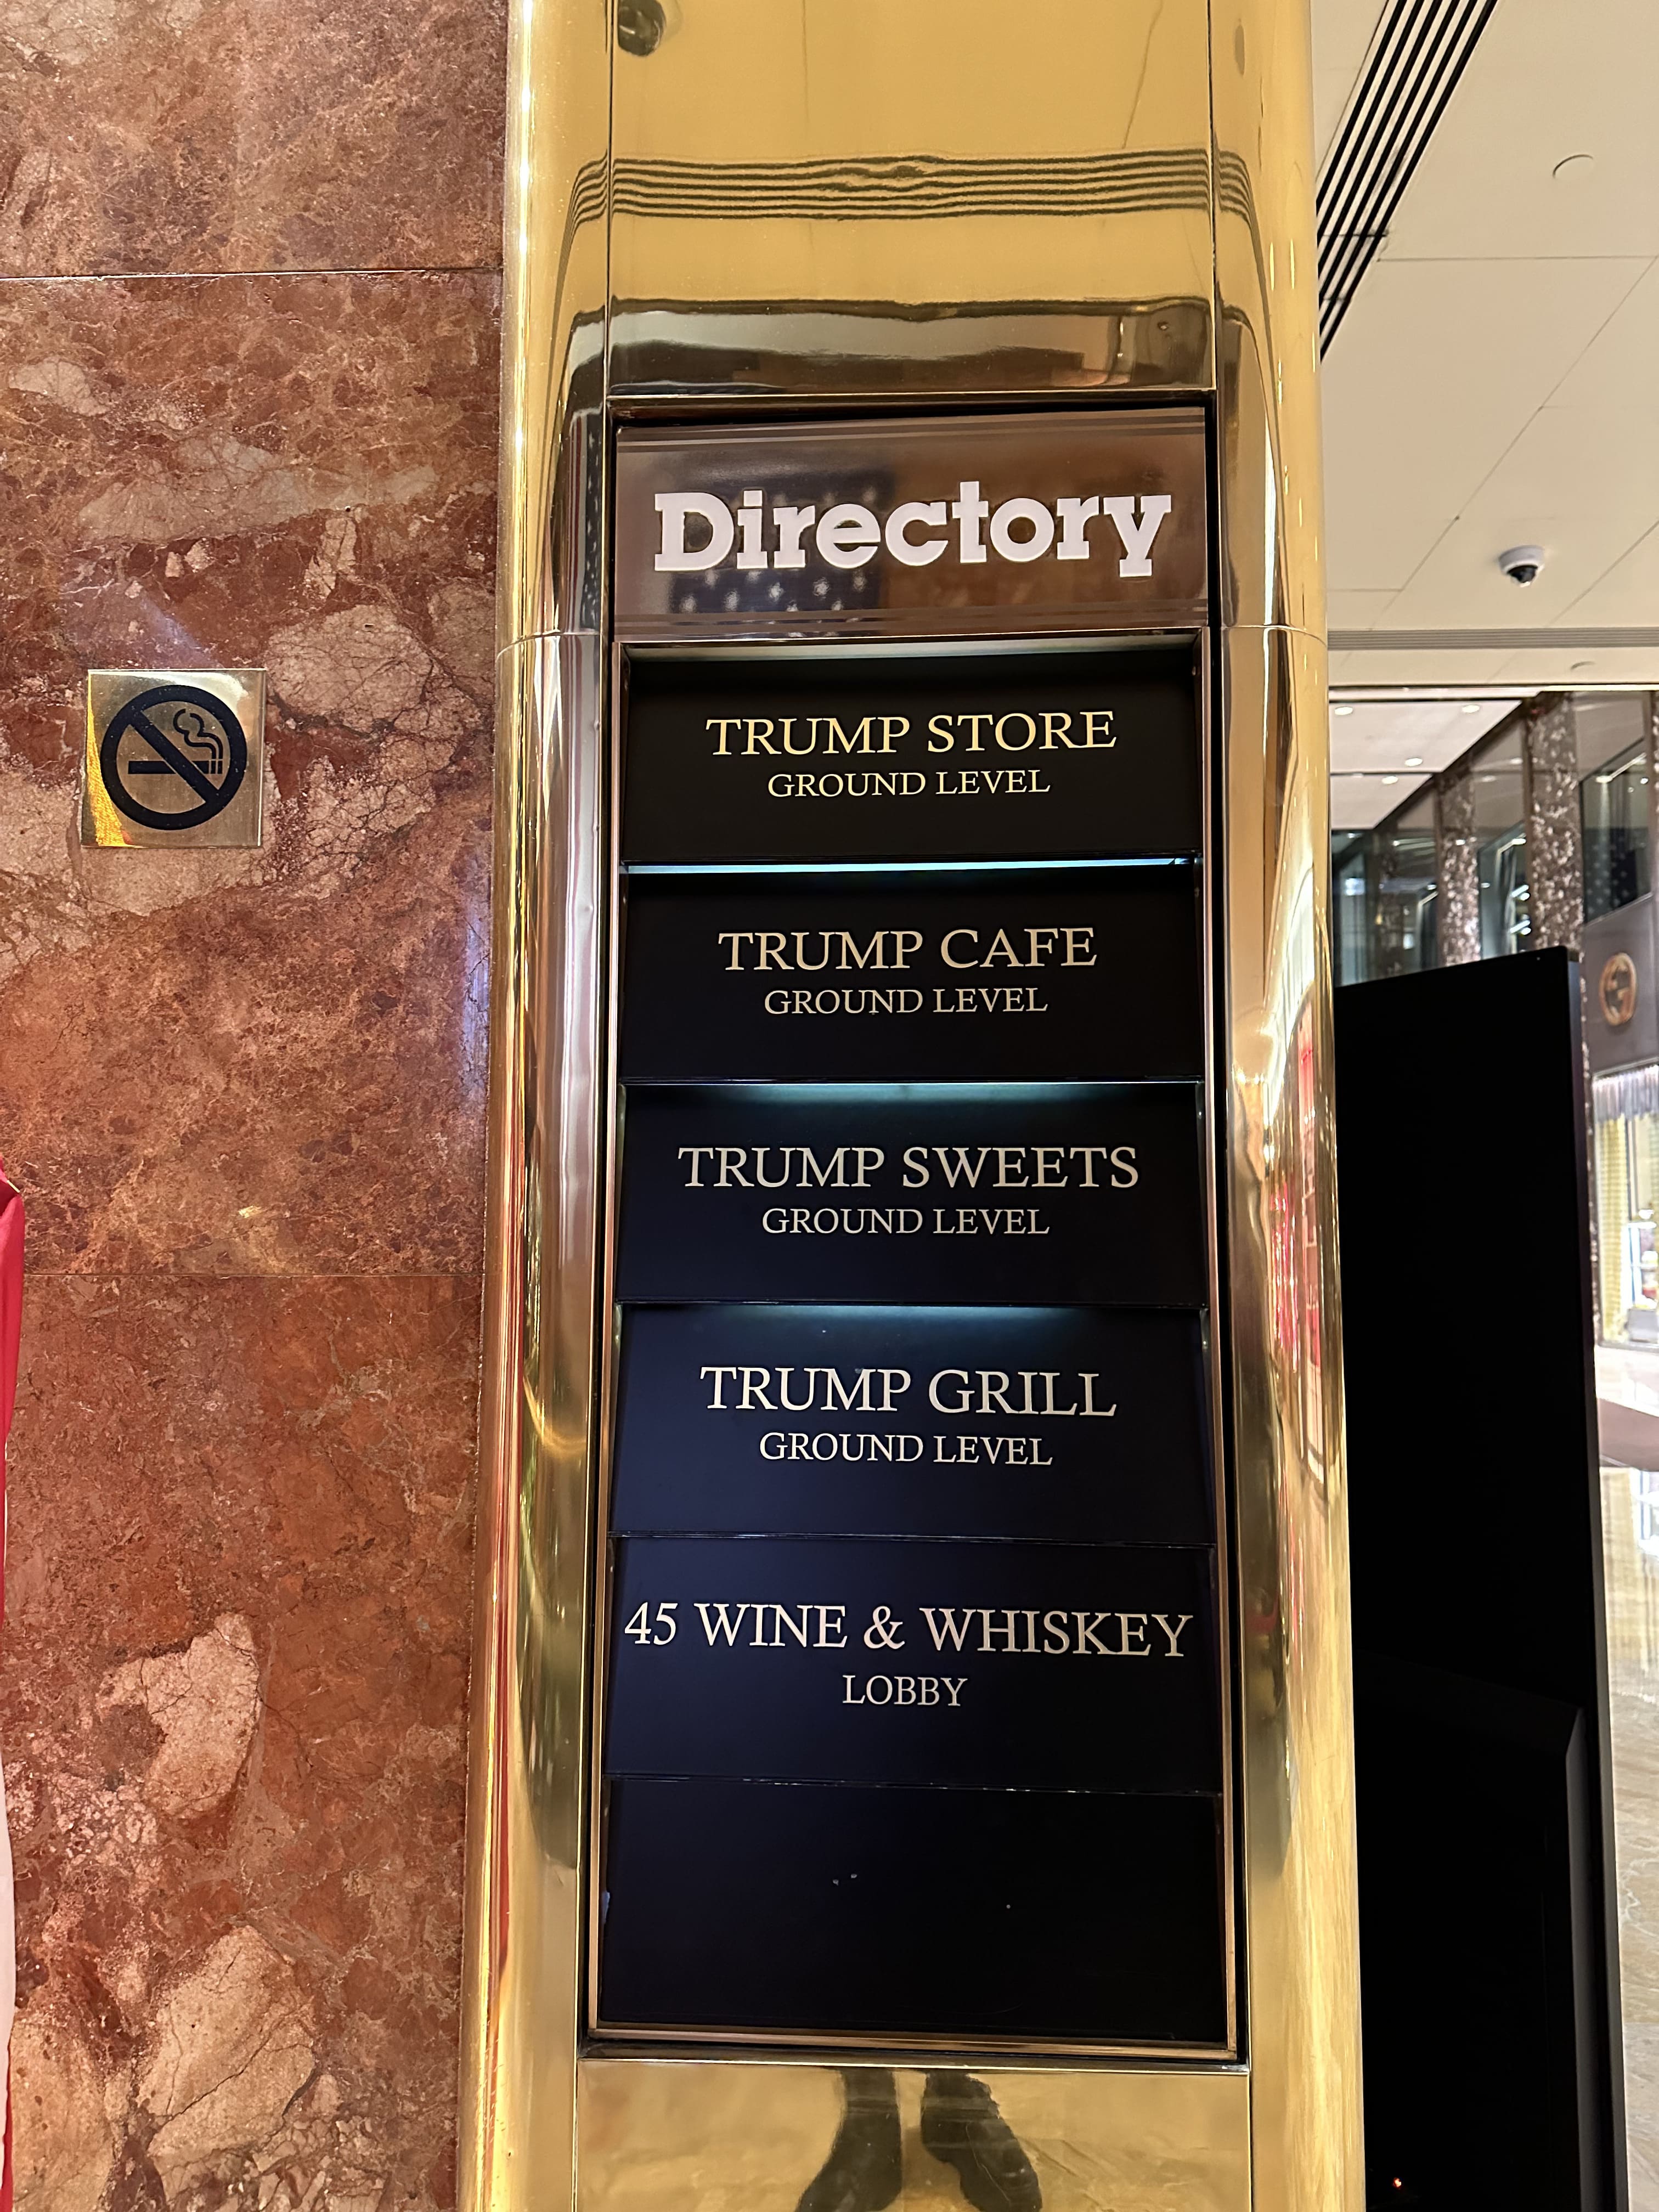 Directory
TRUMP STORE
GROUND LEVEL
TRUMP CAFE
GROUND LEVEL
TRUMP SWEETS
GROUND LEVEL
TRUMP GRILL
GROUND LEVEL
45 WINE & WHISKEY
LOBBY